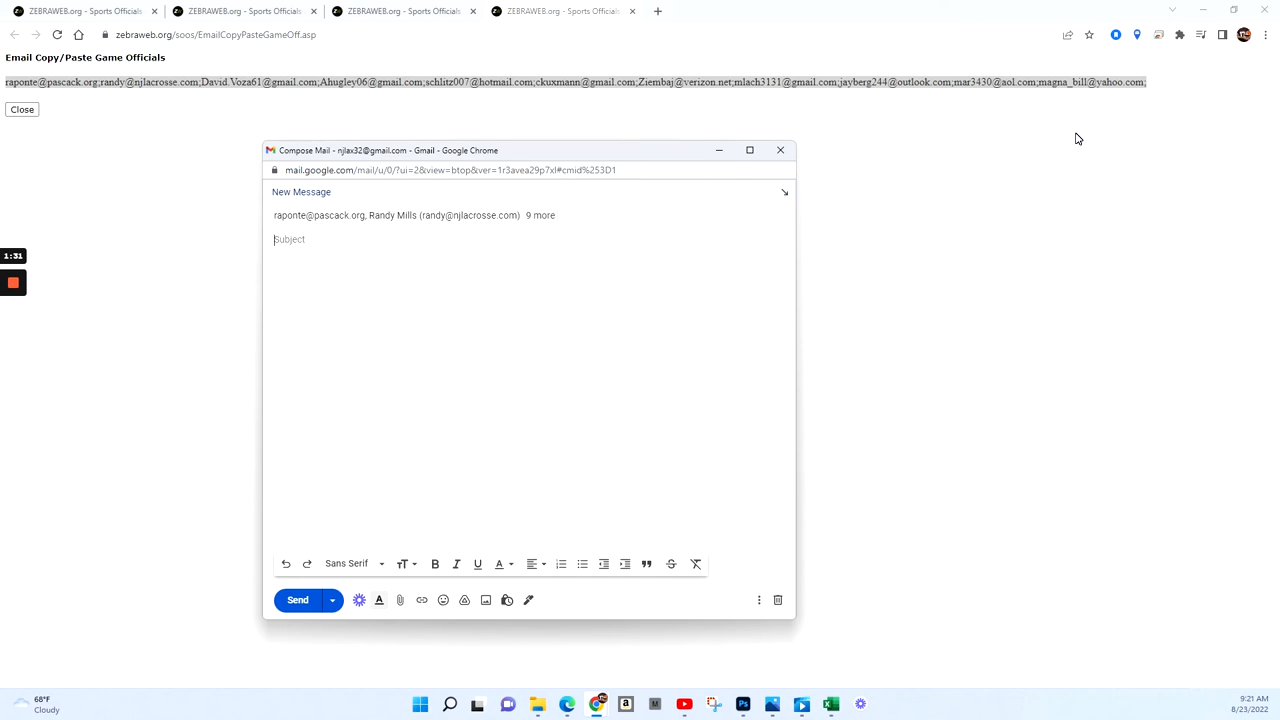 ZEBRAWEB.org - Sports Officials
ZEBRAWEB.org - Sports Officials
ZEBRAWEB.org - Sports Officials
ZEBRAWEB.org - Sports Officials
zebraweb.org/soos/EmailCopyPasteGameOff.asp
Email Copy/Paste Game Officials
raponte@pascack.org;randy@njlacrosse.com;David.Voza61@gmail.com;Ahugley06@gmail.com;schlitz007@hotmail.com;ckuxmann@gmail.com;Ziembaj@verizon.net;mlach3131@gmail.com;jayberg244@outlook.com;mar3430@aol.com;magna_bill@yahoo.com;
Close
Compose Mail - njlax32@gmail.com - Gmail - Google Chrome
mail.google.com/mail/u/0/?ui=2&view=btop&ver=1r3avea29p7xl#cmid%253D1
New Message
raponte@pascack.org, Randy Mills (randy@njlacrosse.com) 9 more
Subject
1:31
Sans Serif
Send
68°F
Cloudy
9:21 AM
8/23/2022